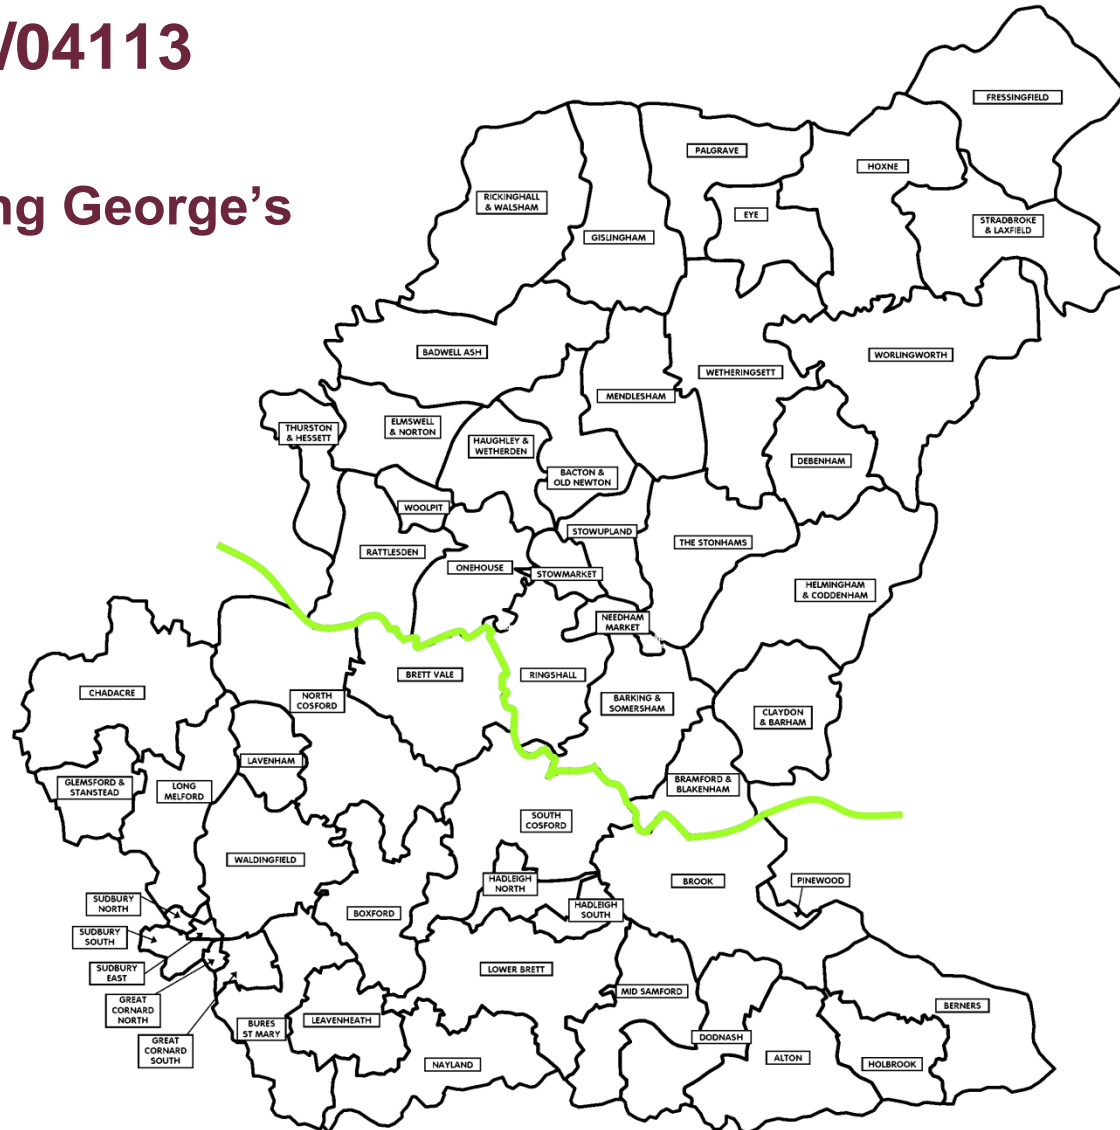 /04113
ng George’s
FRESSINGFIELD
PALGRAVE
HOXNE
RICKINGHALL
& WALSHAM
EYE
STRADBROKE
& LAXFIELD
GISLINGHAM
BADWELL ASH
WORLINGWORTH
WETHERINGSETT
MENDLESHAM
THURSTON
& HESSETT
ELMSWELL
& NORTON
HAUGHLEY &
WETHERDEN
DEBENHAM
BACTON &
OLD NEWTON
WOOLPIT
STOWUPLAND
THE STONHAMS
RATTLESDEN
ONEHOUSE
STOWMARKET
HELMINGHAM
& CODDENHAM
NEEDHAM
MARKET
BRETT VALE
RINGSHALL
CHADACRE
NORTH
COSFORD
BARKING &
SOMERSHAM
CLAYDON
& BARHAM
LAVENHAM
GLEMSFORD &
STANSTEAD
LONG
MELFORD
BRAMFORD &
BLAKENHAM
SOUTH
COSFORD
WALDINGFIELD
HADLEIGH
NORTH
BROOK
PINEWOOD
SUDBURY
NORTH
BOXFORD
HADLEIGH
SOUTH
SUDBURY
SOUTH
SUDBURY
EAST
LOWER BRETT
MID SAMFORD
GREAT
CORNARD
NORTH
BERNERS
BURES
ST MARY
LEAVENHEATH
DODNASH
GREAT
CORNARD
SOUTH
ALTON
NAYLAND
HOLBROOK